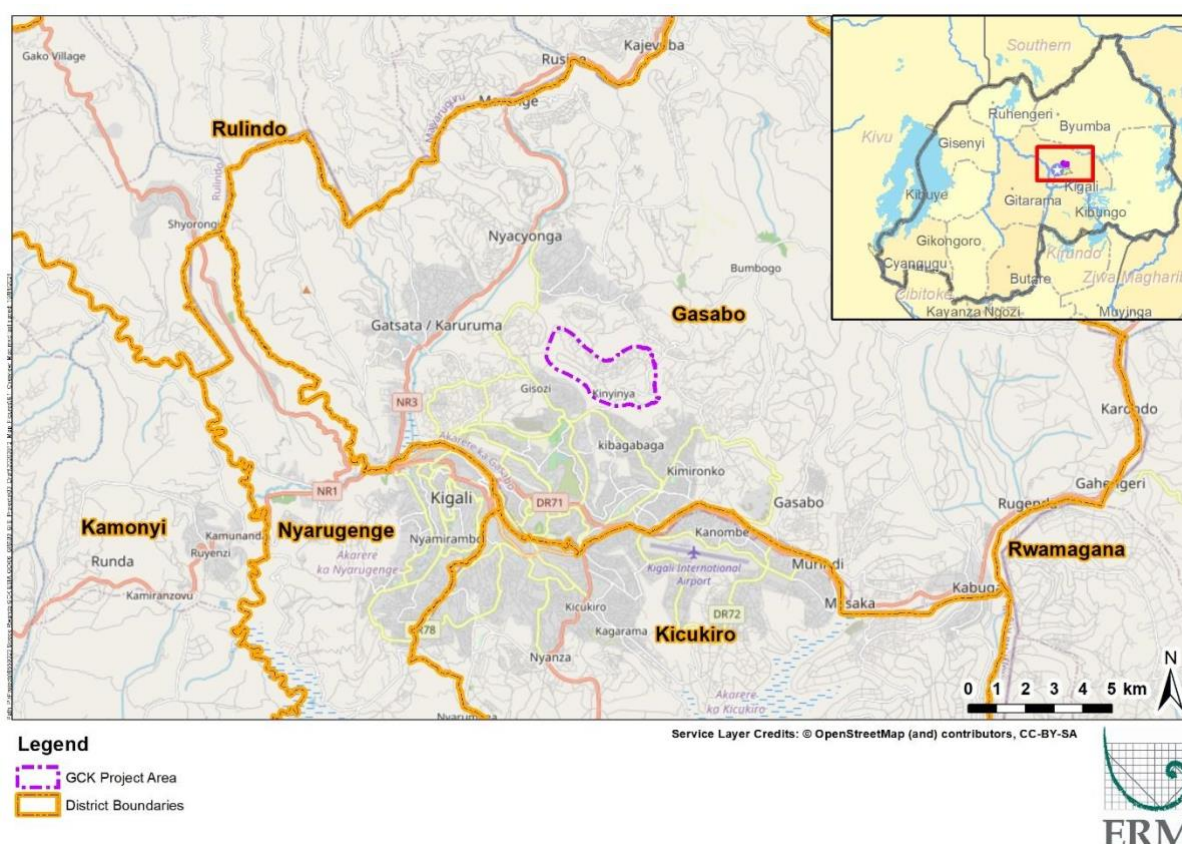 Gako Village
Kajevuba
Southern
Ruhengeri
Byumba
Kivu
Gisenyi
Kibuye
Kigali
Gitarama
Kibungo
Gikongoro
Kirundo
Cyangugu
Butare
Ziwa Magharibi
Cibitoke
Kayanza
Ngozi
Muyinga
Rulindo
Rulindo
Shyorongi
Nyacyonga
Bumbogo
Gasabo
Gatsata / Karuruma
Gisozi
Kinyinya
NR3
Karondo
Akarere ka Gasabo
kibagabaga
Kimironko
Gahengeri
NR1
Kigali
DR71
Gasabo
Kamonyi
Nyarugenge
Kamunanda
Runda
Ruyenzi
Nyamirambo
Akarere
ka Nyarugenge
Kanombe
Kigali International
Airport
Rwamagana
Kabuga
Kamiranzovu
Kicukiro
DR72
Masaka
Kagarama
Kicukiro
Nyanza
Akarere
ka Kicukiro
N
0 1 2 3 4 5 km
Service Layer Credits: © OpenStreetMap (and) contributors, CC-BY-SA
Legend
GCK Project Area
District Boundaries
ERM